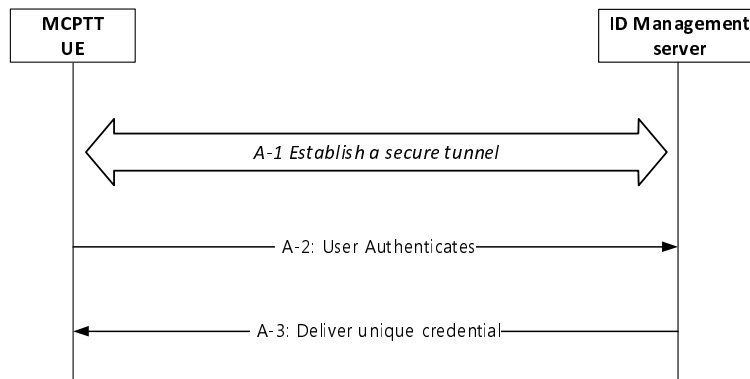 MCPTT
UE
ID Management
server
A-1 Establish a secure tunnel
A-2: User Authenticates
A-3: Deliver unique credential